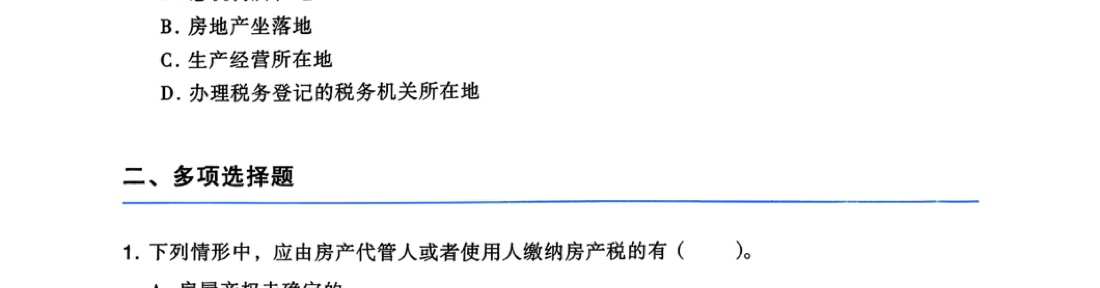 B. 房地产坐落地
C. 生产经营所在地
D. 办理税务登记的税务机关所在地
二、多项选择题
1. 下列情形中，应由房产代管人或者使用人缴纳房产税的有（　　）。